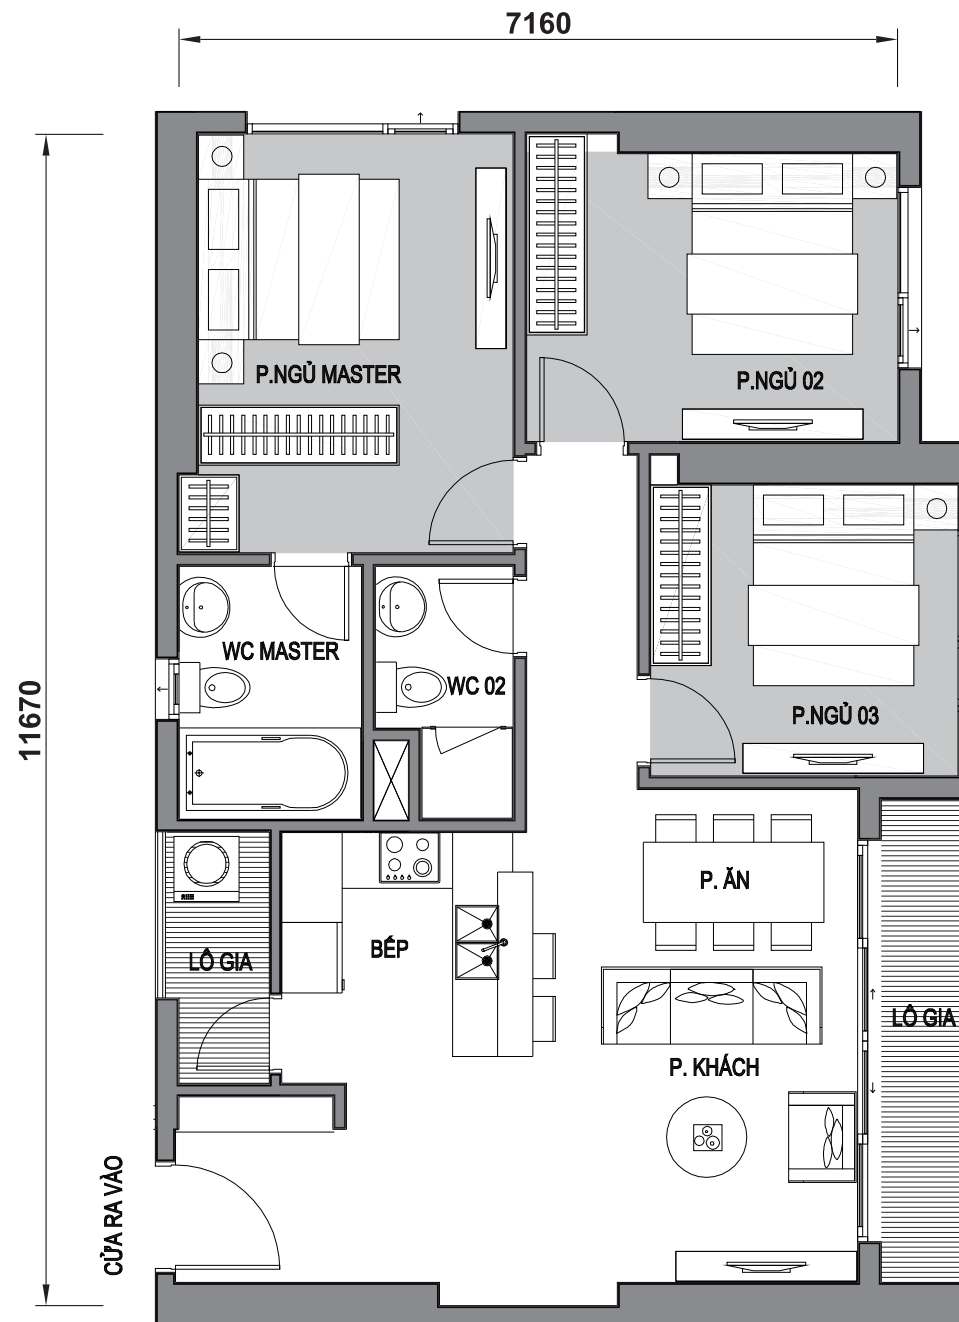 7160
P.NGỦ MASTER
P.NGỦ 02
WC MASTER
WC 02
P.NGỦ 03
11670
P. ĂN
BẾP
LÔ GIA
LÔ GIA
P. KHÁCH
CỬA RA VÀO